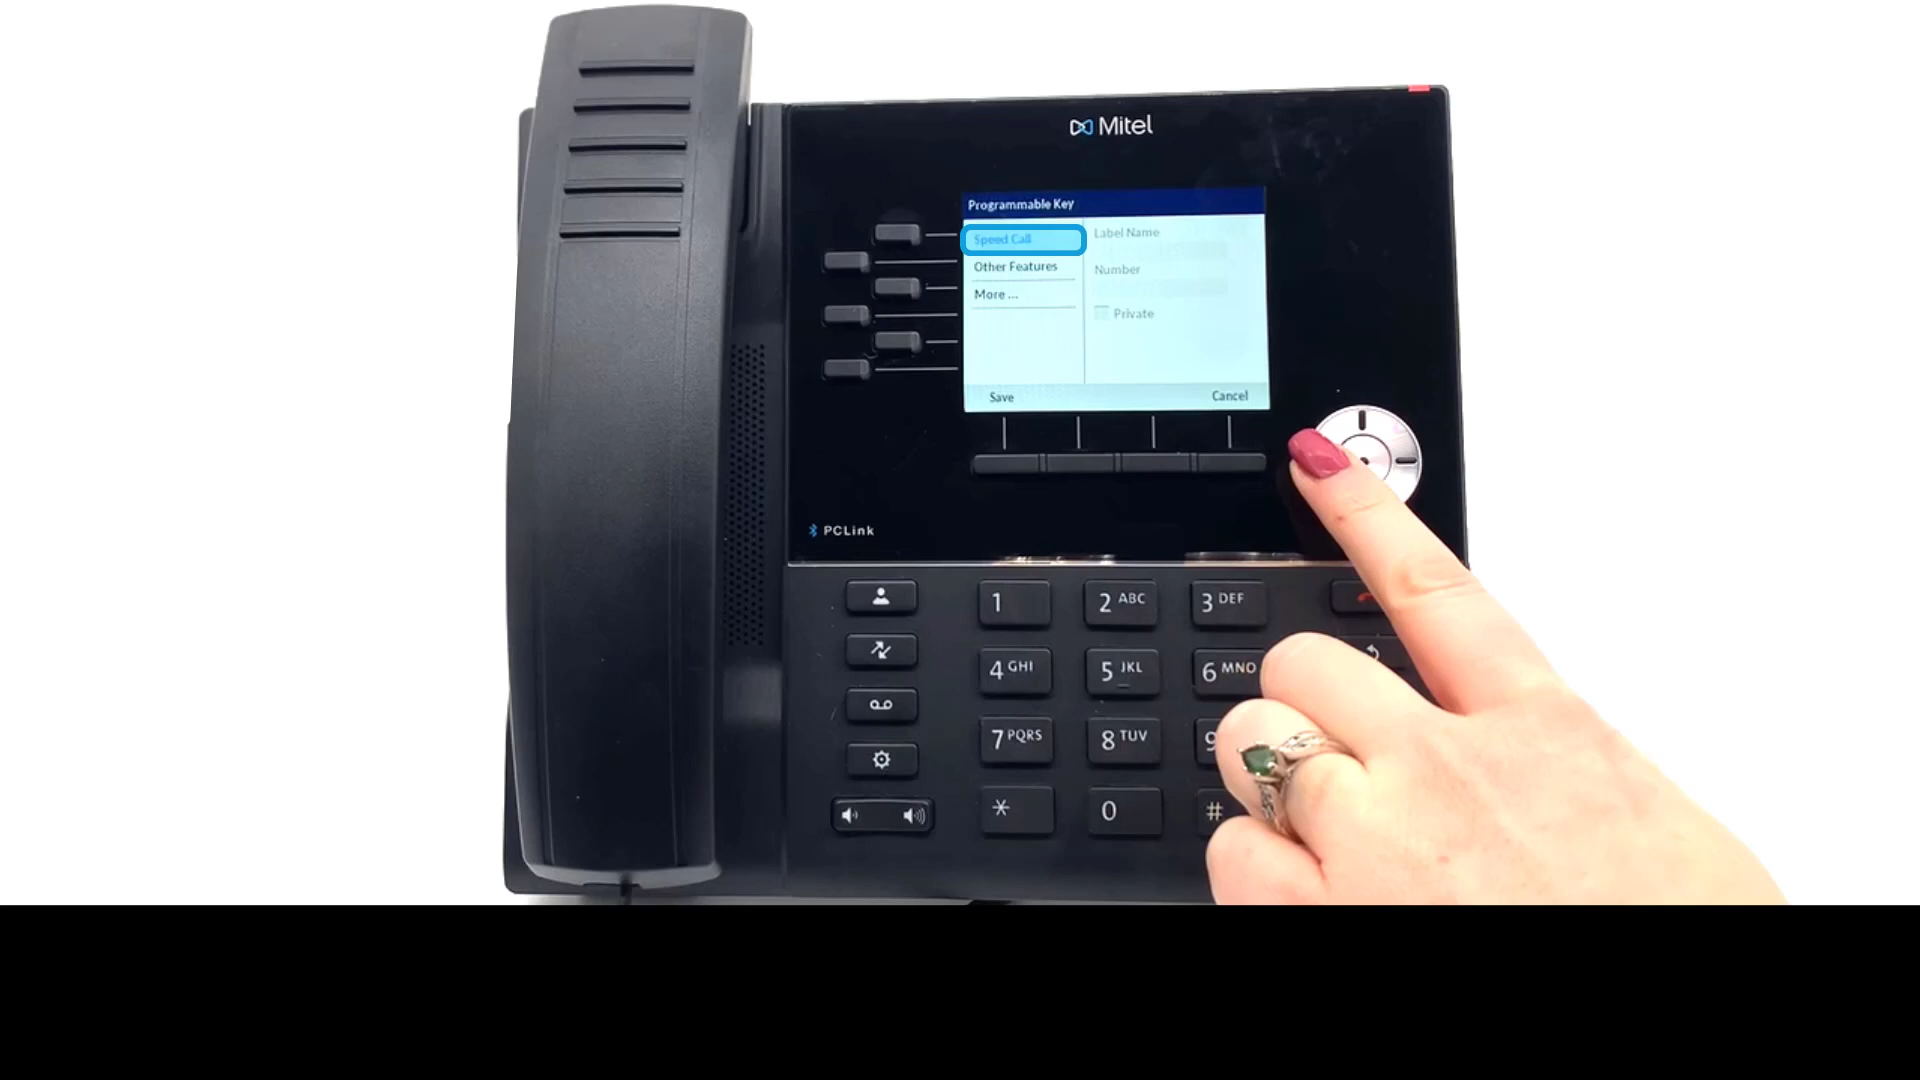 Mitel
Programmable Key
Speed Call
Other Features
More ...
Label Name
Number
Private
Save
Cancel
PCLink
1
2 ABC
3 DEF
4 GHI
5 JKL
6 MNO
7 PQRS
8 TUV
9
*
0
#